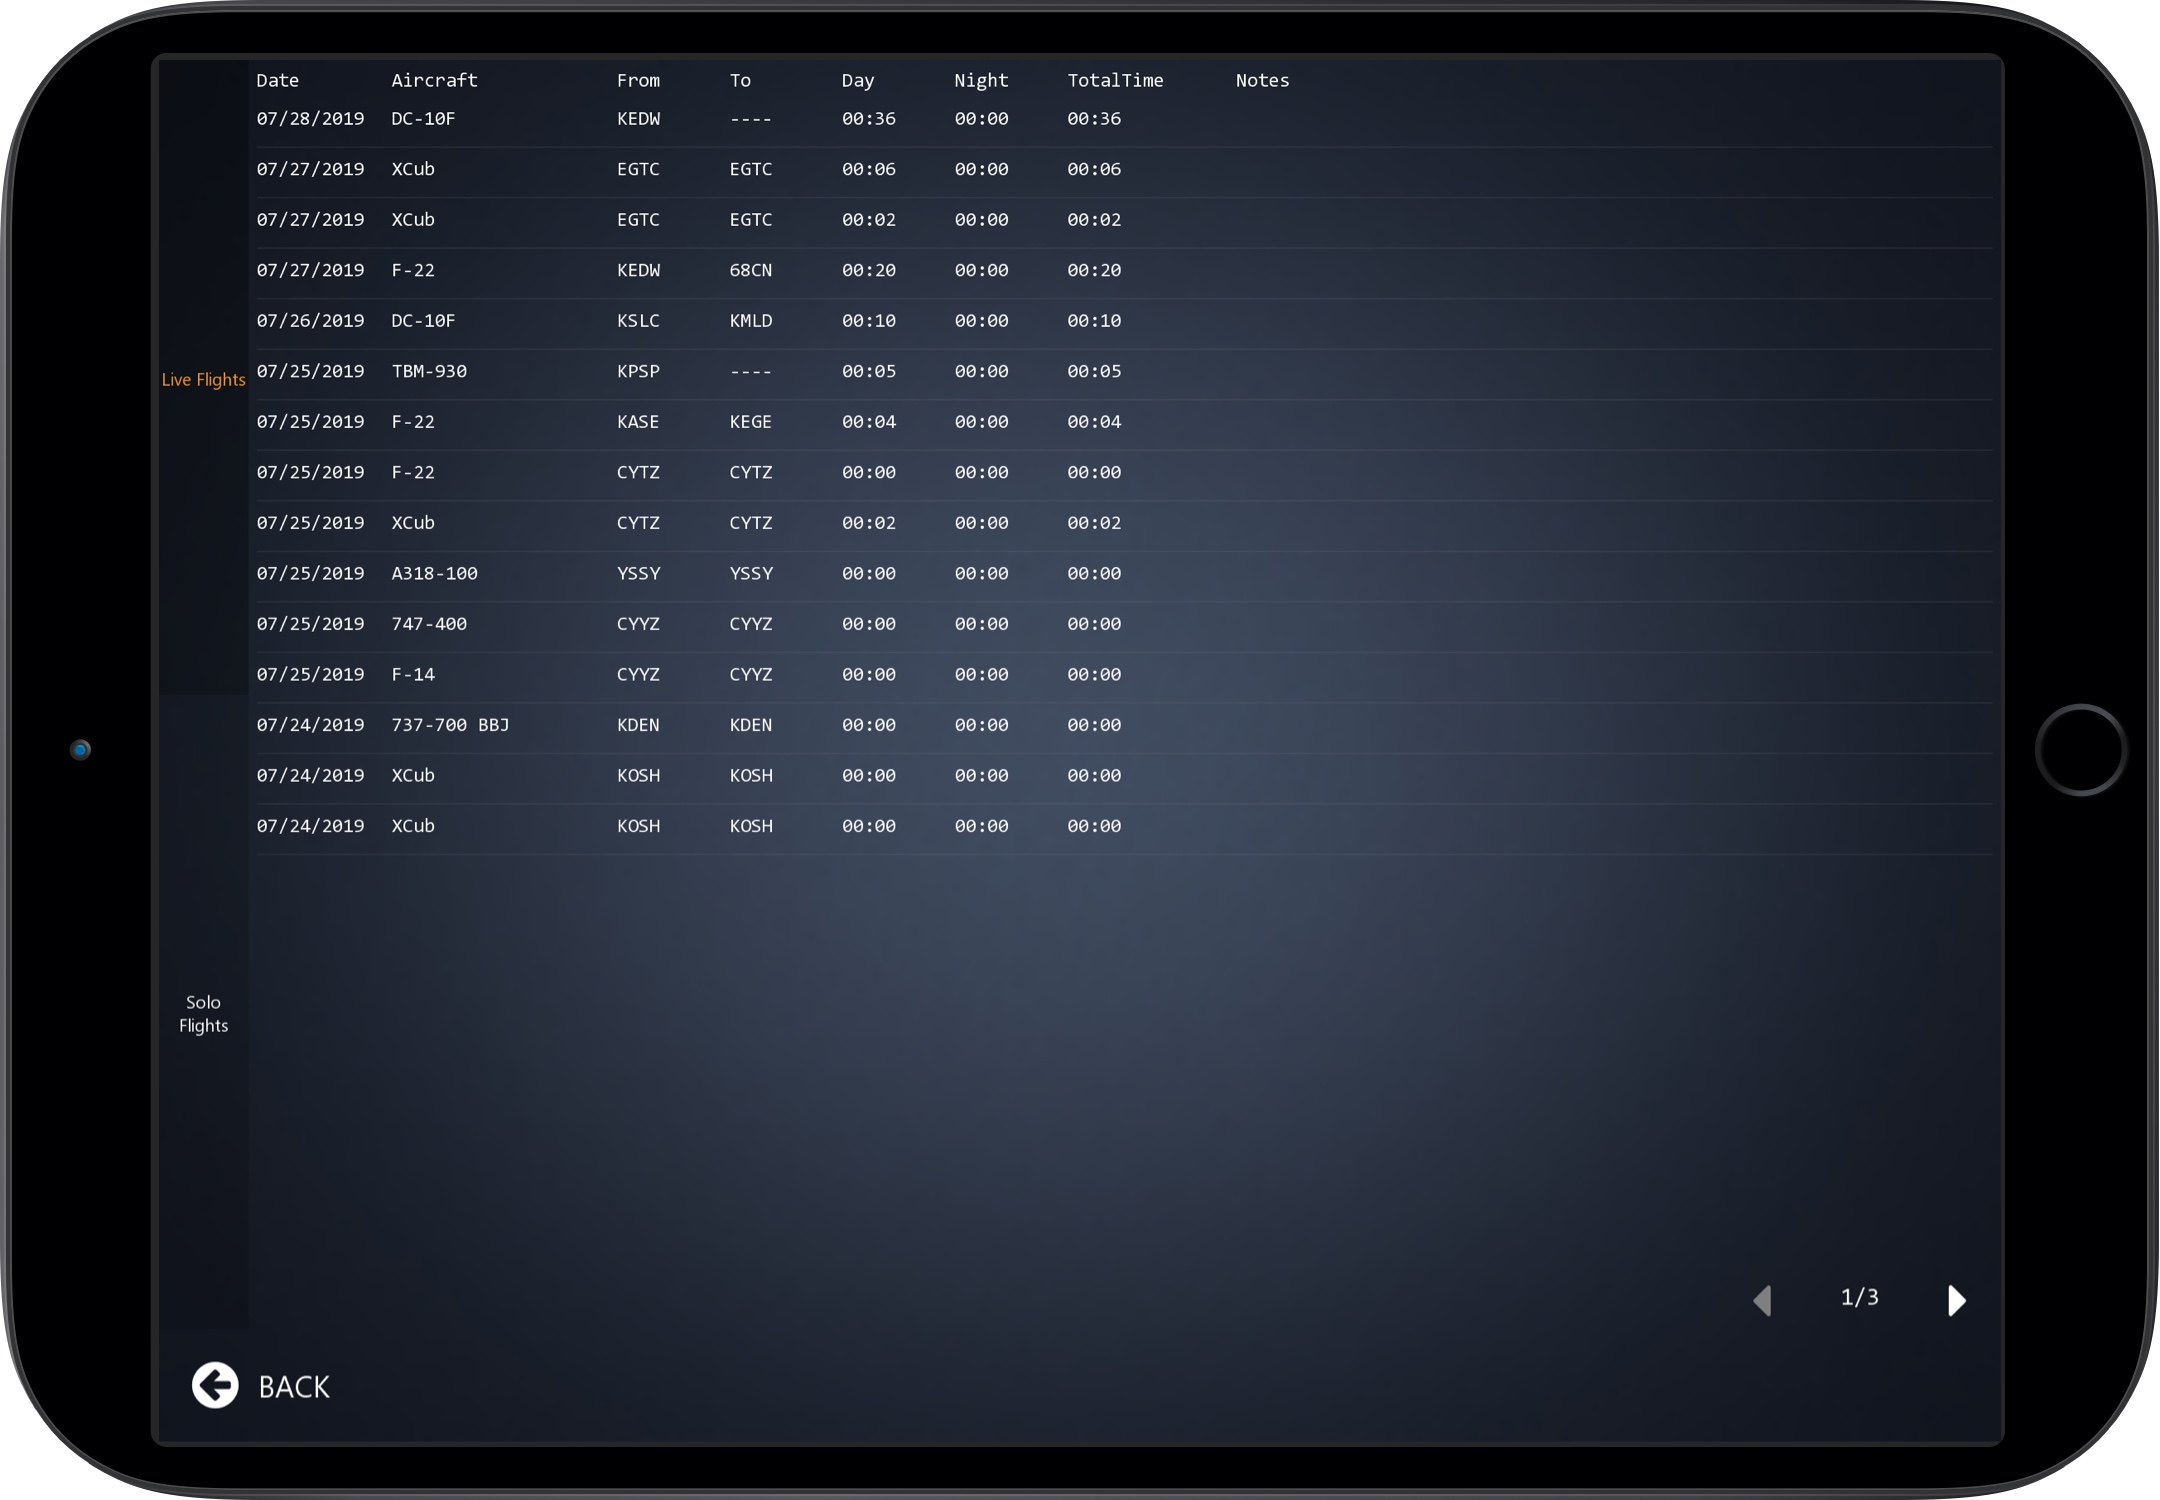 Date Aircraft From To Day Night TotalTime Notes
07/28/2019 DC-10F KEDW ---- 00:36 00:00 00:36
07/27/2019 XCub EGTC EGTC 00:06 00:00 00:06
07/27/2019 XCub EGTC EGTC 00:02 00:00 00:02
07/27/2019 F-22 KEDW 68CN 00:20 00:00 00:20
07/26/2019 DC-10F KSLC KMLD 00:10 00:00 00:10
07/25/2019 TBM-930 KPSP ---- 00:05 00:00 00:05
Live Flights
07/25/2019 F-22 KASE KEGE 00:04 00:00 00:04
07/25/2019 F-22 CYTZ CYTZ 00:00 00:00 00:00
07/25/2019 XCub CYTZ CYTZ 00:02 00:00 00:02
07/25/2019 A318-100 YSSY YSSY 00:00 00:00 00:00
07/25/2019 747-400 CYYZ CYYZ 00:00 00:00 00:00
07/25/2019 F-14 CYYZ CYYZ 00:00 00:00 00:00
07/24/2019 737-700 BBJ KDEN KDEN 00:00 00:00 00:00
07/24/2019 XCub KOSH KOSH 00:00 00:00 00:00
07/24/2019 XCub KOSH KOSH 00:00 00:00 00:00
Solo
Flights
1/3
BACK